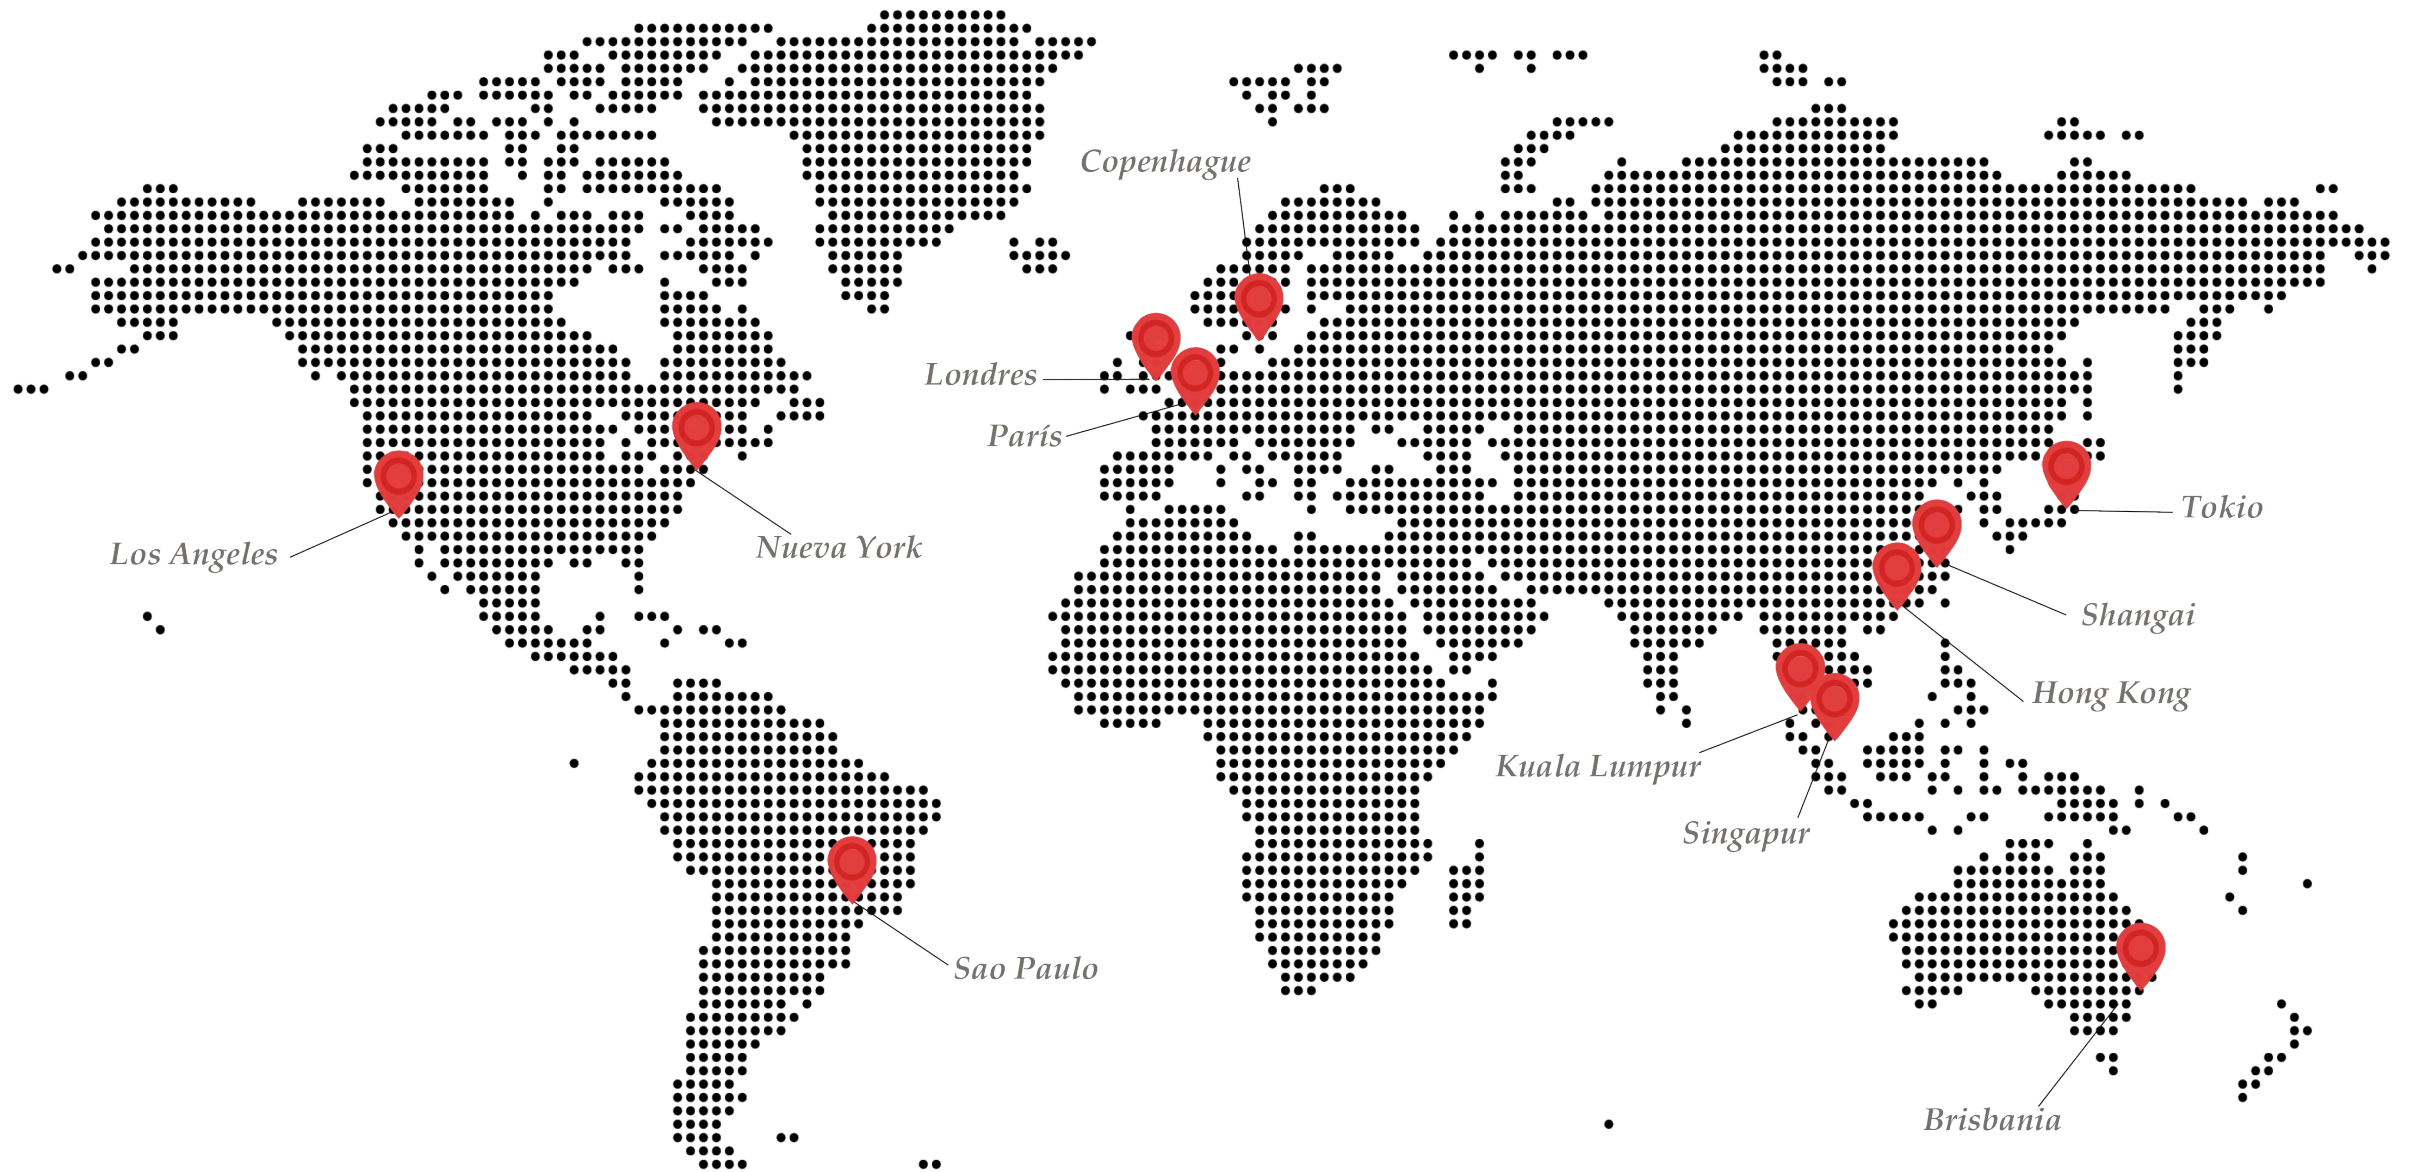 Copenhague
Londres
París
Los Angeles
Nueva York
Tokio
Shangai
Hong Kong
Kuala Lumpur
Singapur
Sao Paulo
Brisbania